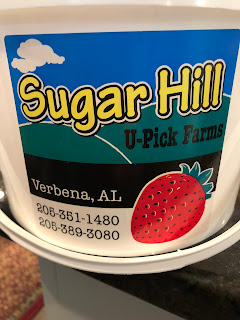 Sugar Hill
U-Pick Farms
Verbena, AL
205-351-1480
205-389-3080